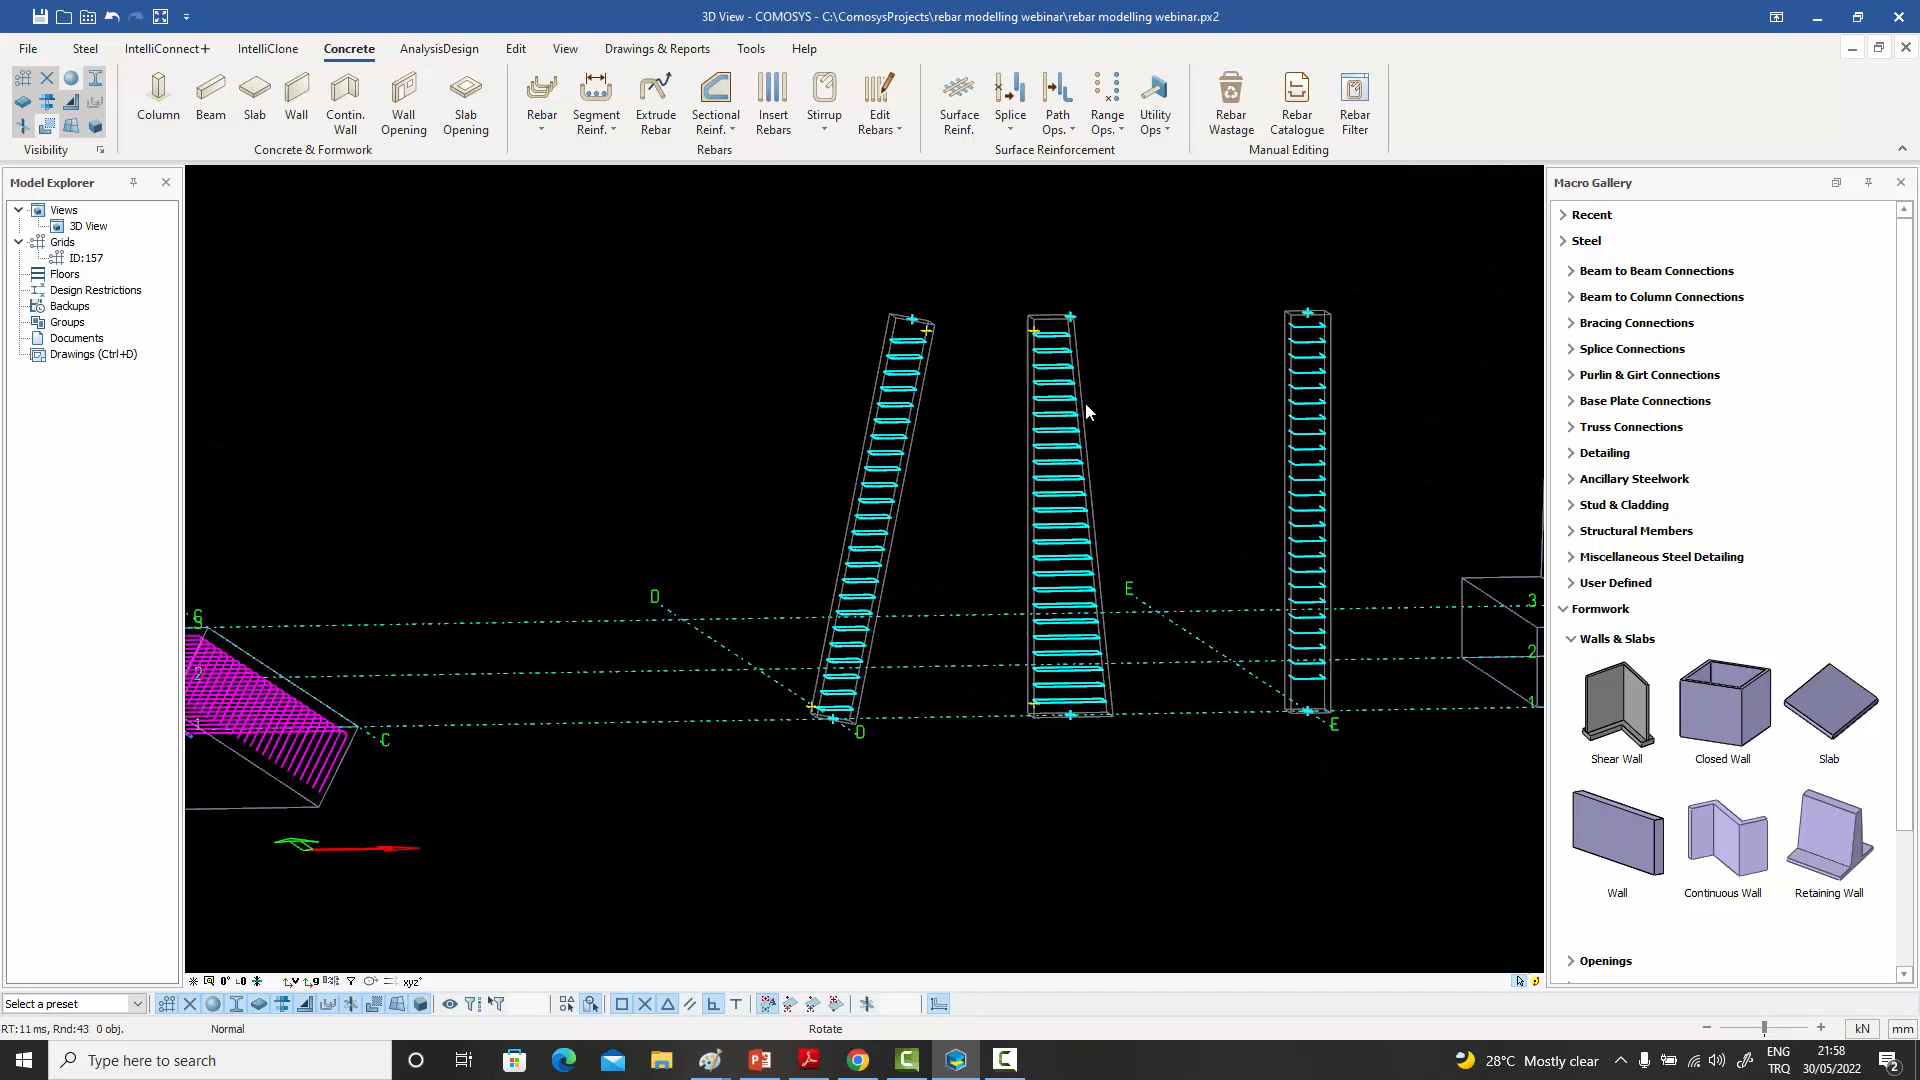 3D View - COMOSYS - C:\ComosysProjects\rebar modelling webinar\rebar modelling webinar.px2
File
Steel
IntelliConnect+
IntelliClone
Concrete
AnalysisDesign
Edit
View
Drawings & Reports
Tools
Help
Column
Beam
Slab
Wall
Contin. Wall
Wall Opening
Slab Opening
Rebar
Segment Reinf.
Extrude Rebar
Sectional Reinf.
Insert Rebars
Stirrup
Edit Rebars
Surface Reinf.
Splice
Path Ops.
Range Ops.
Utility Ops
Rebar Wastage
Rebar Catalogue
Rebar Filter
Visibility
Concrete & Formwork
Rebars
Surface Reinforcement
Manual Editing
Model Explorer
Views
3D View
Grids
ID:157
Floors
Design Restrictions
Backups
Groups
Documents
Drawings (Ctrl+D)
D
E
3
2
2
1
C
D
E
Macro Gallery
Recent
Steel
Beam to Beam Connections
Beam to Column Connections
Bracing Connections
Splice Connections
Purlin & Girt Connections
Base Plate Connections
Truss Connections
Detailing
Ancillary Steelwork
Stud & Cladding
Structural Members
Miscellaneous Steel Detailing
User Defined
Formwork
Walls & Slabs
Shear Wall
Closed Wall
Slab
Wall
Continuous Wall
Retaining Wall
Openings
Select a preset
RT:11 ms, Rnd:43
0 obj.
Normal
Rotate
kN
mm
Type here to search
28°C Mostly clear
ENG
TRQ
21:58
30/05/2022
2